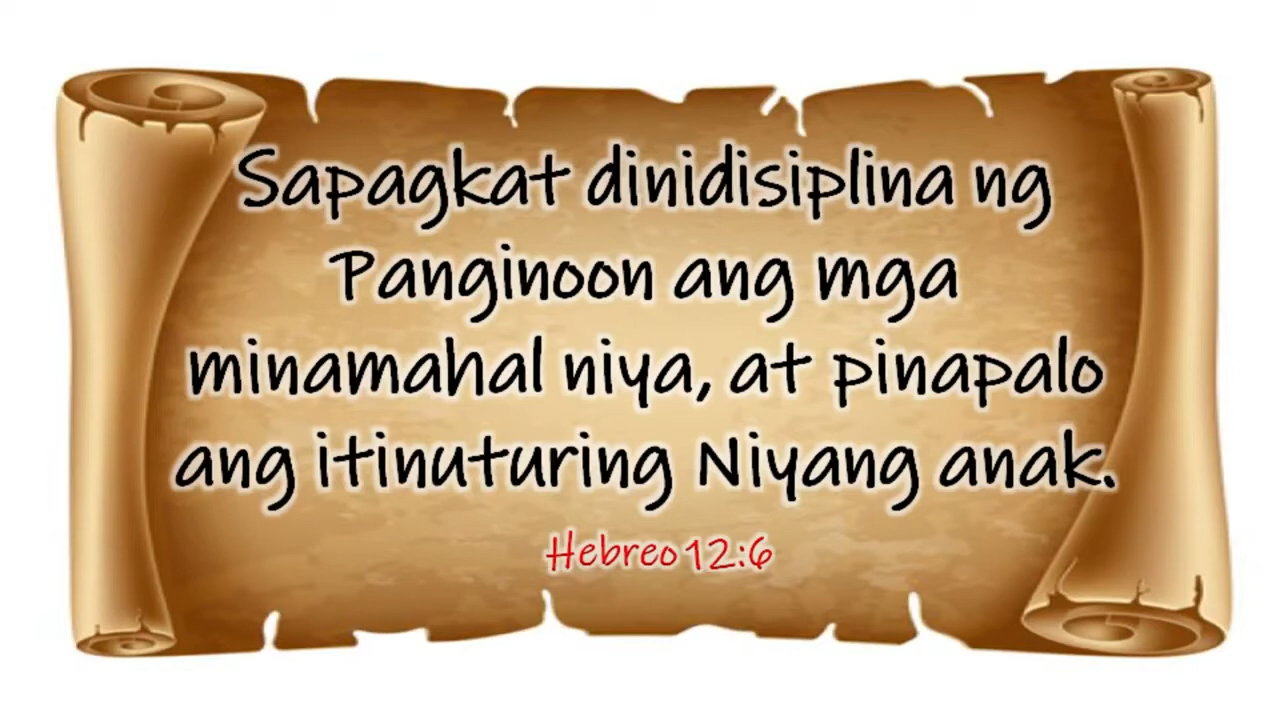 Sapagkat dinidisiplina ng
Panginoon ang mga
minamahal niya, at pinapalo
ang itinuturing Niyang anak.
Hebreo 12:6